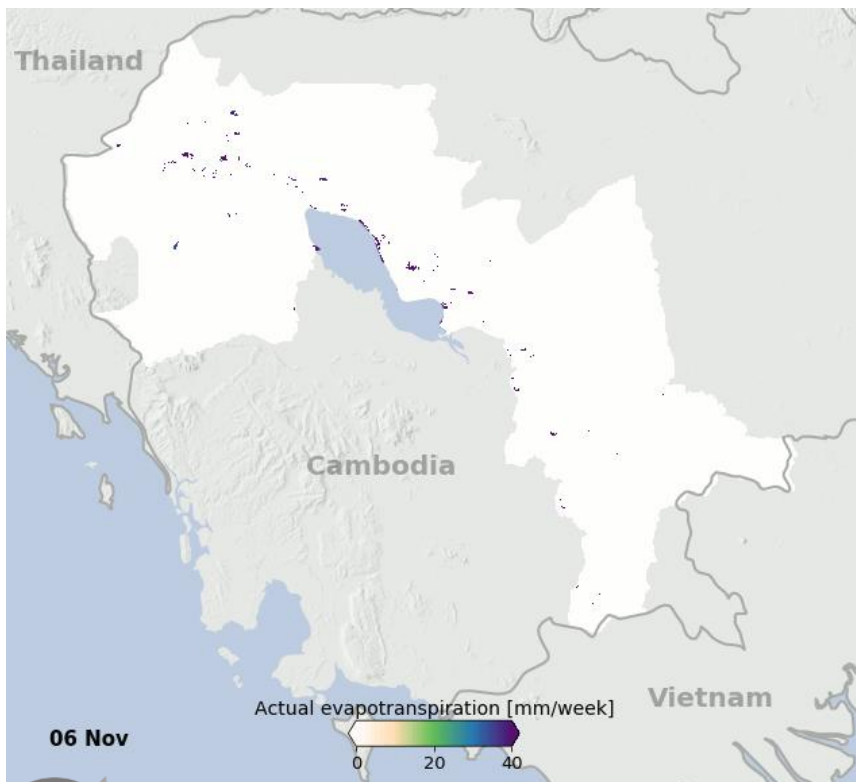 Thailand
Cambodia
Vietnam
Actual evapotranspiration [mm/week]
06 Nov
0 20 40